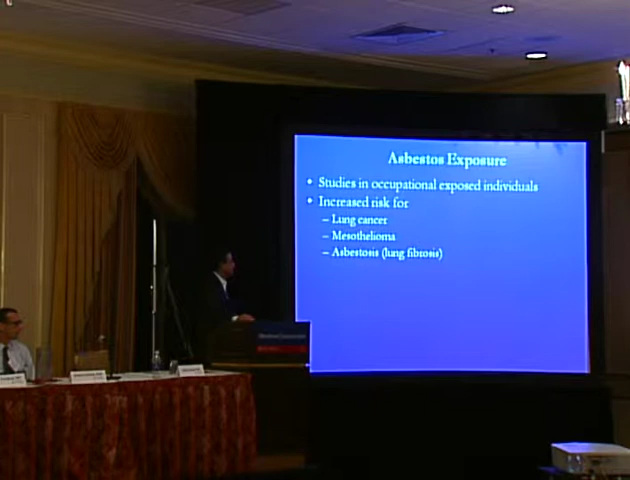 Asbestos Exposure
• Studies in occupational exposed individuals
• Increased risk for
– Lung cancer
– Mesothelioma
– Asbestosis (lung fibrosis)